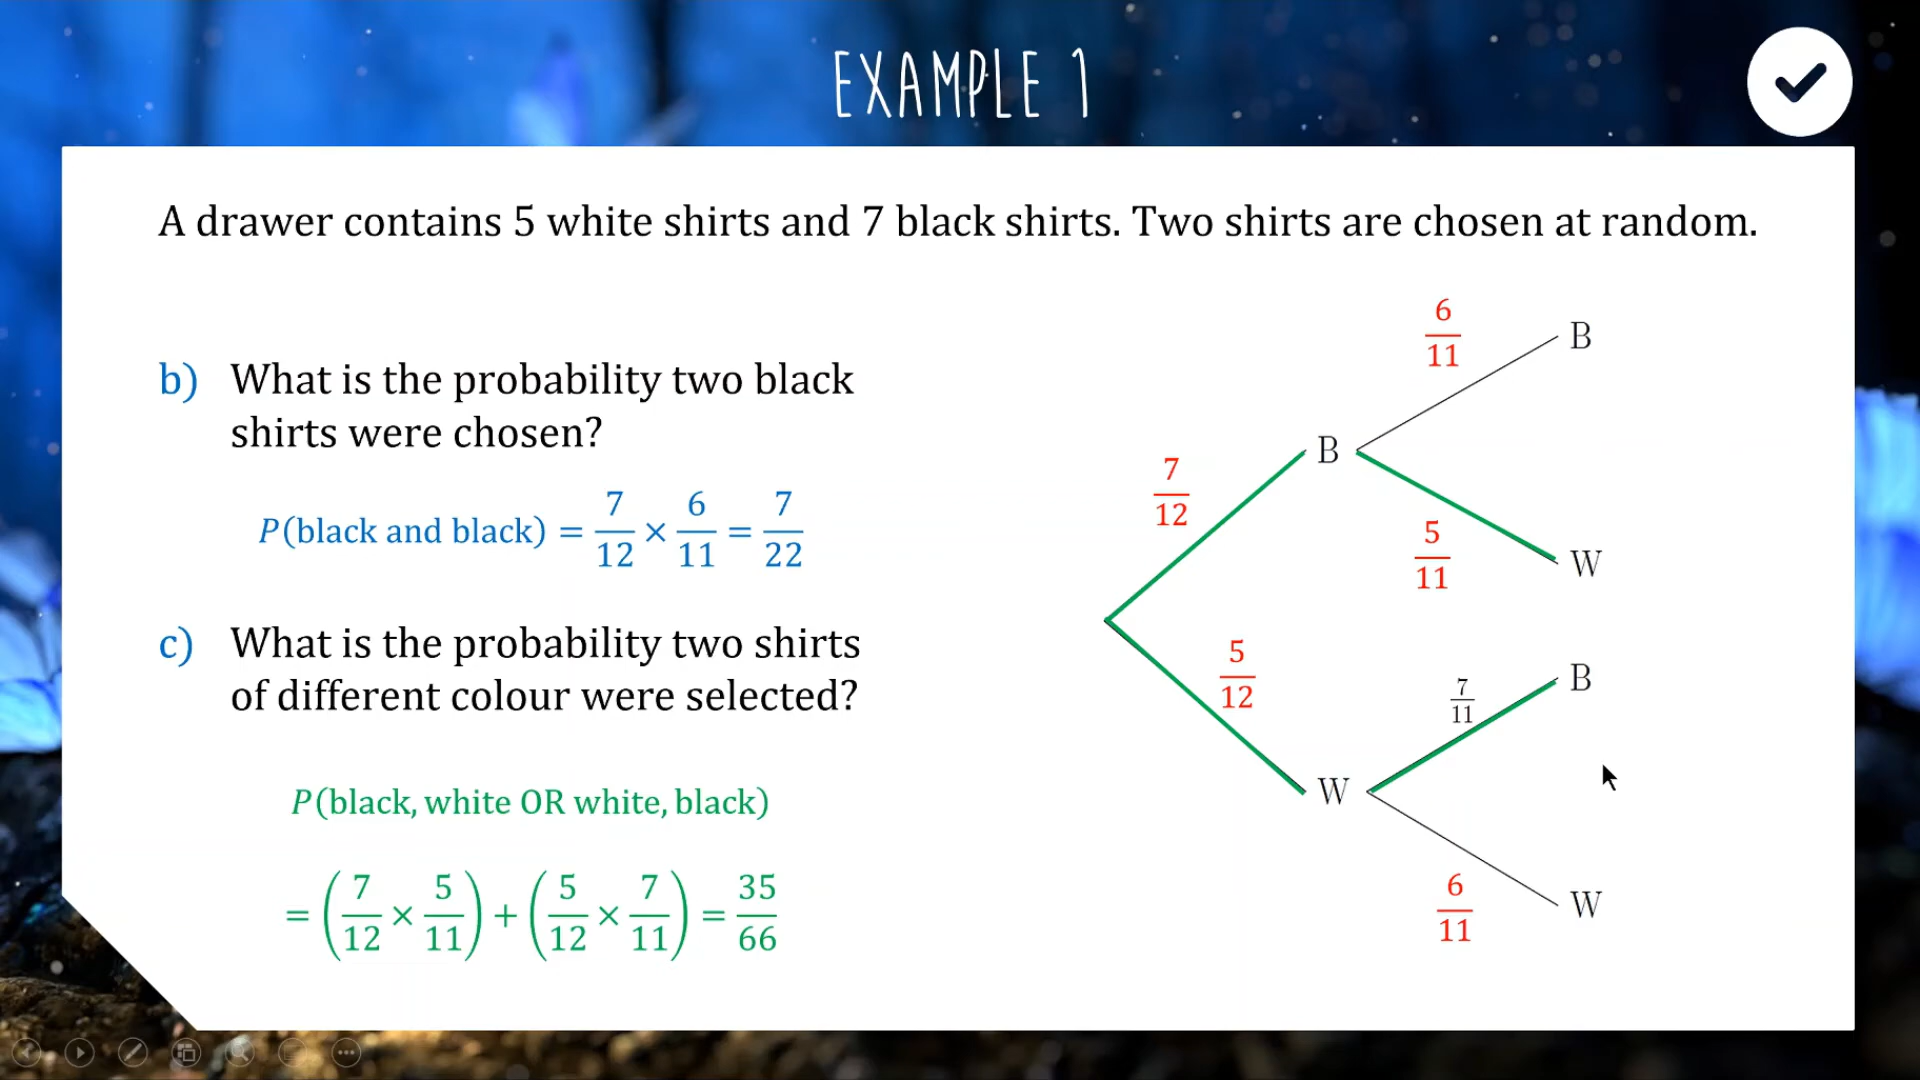 EXAMPLE 1
A drawer contains 5 white shirts and 7 black shirts. Two shirts are chosen at random.
b) What is the probability two black
shirts were chosen?
P(black and black) = 7/12 × 6/11 = 7/22
c) What is the probability two shirts
of different colour were selected?
P(black, white OR white, black)
= (7/12 × 5/11) + (5/12 × 7/11) = 35/66
6/11
B
7/12
B
5/11
W
5/12
7/11
B
W
6/11
W